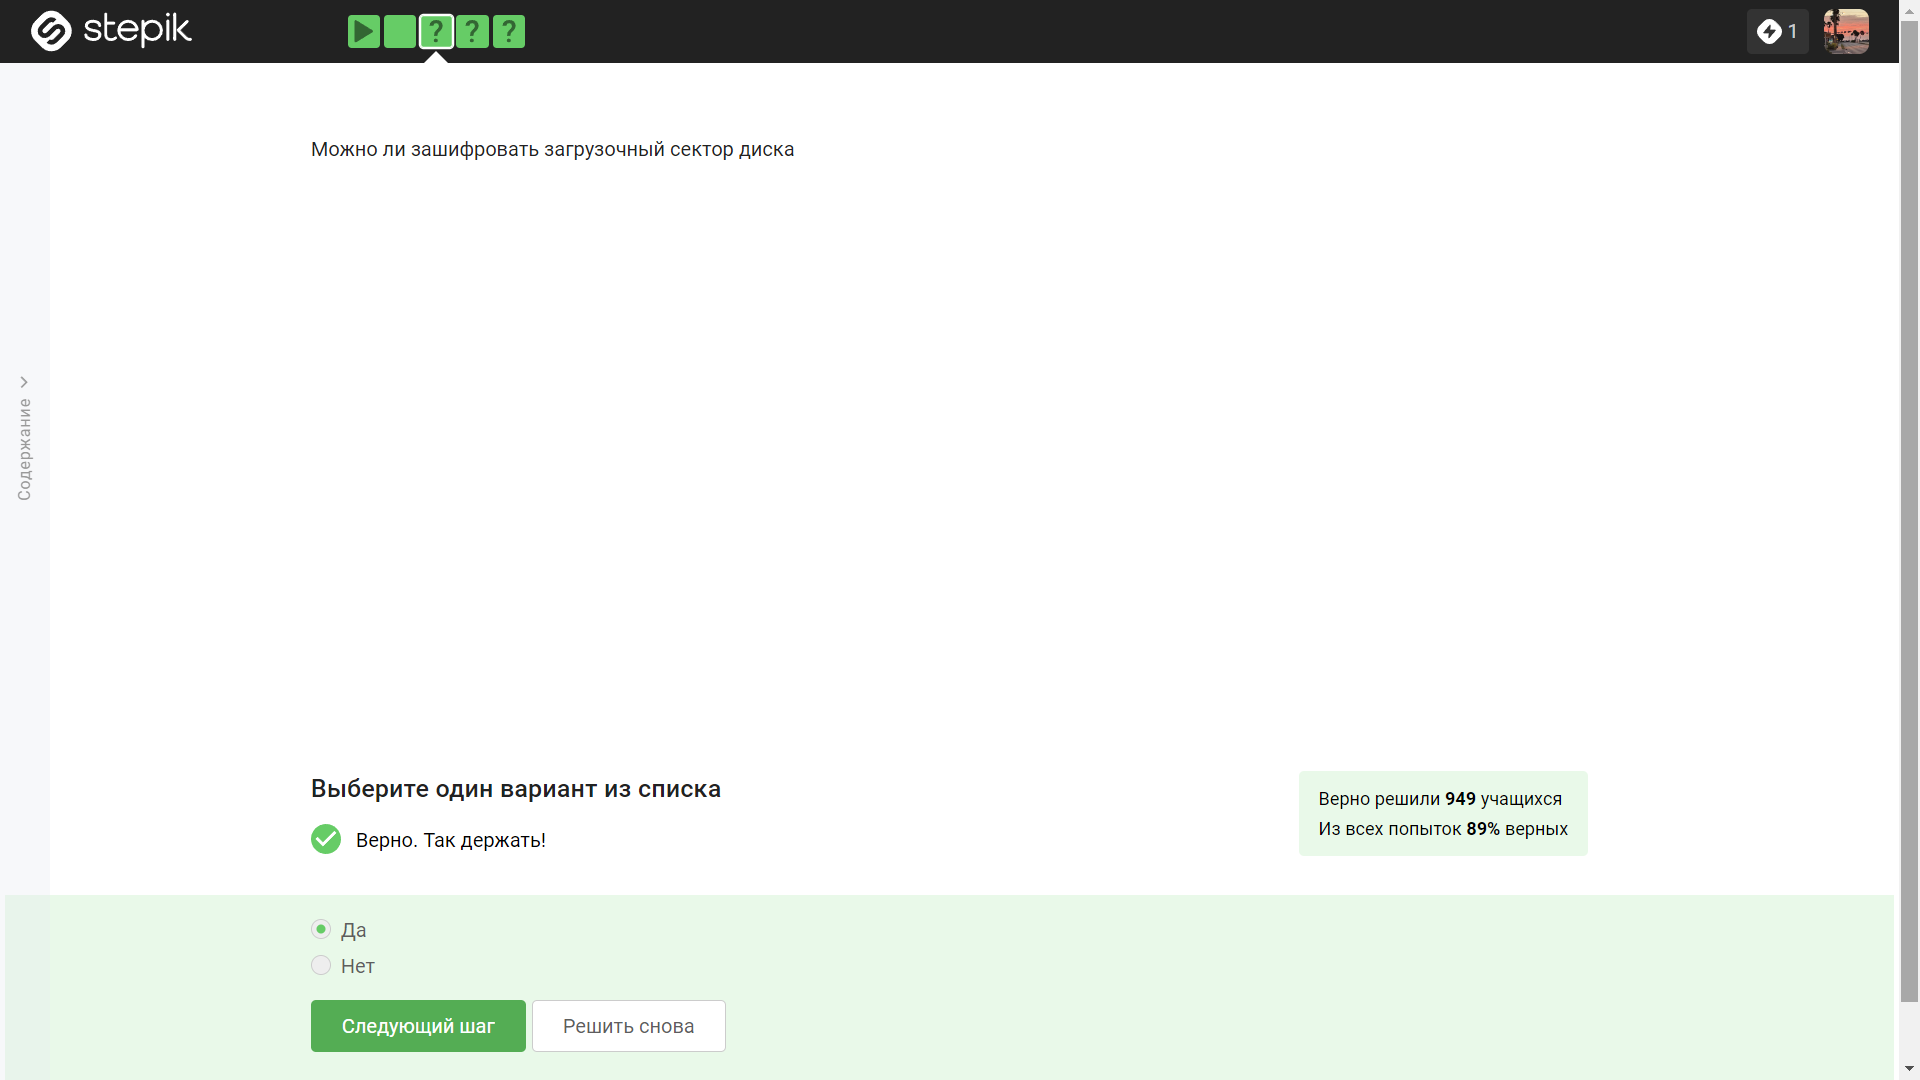 stepik
?
?
?
1
Содержание
Можно ли зашифровать загрузочный сектор диска
Выберите один вариант из списка
Верно. Так держать!
Верно решили 949 учащихся
Из всех попыток 89% верных
Да
Нет
Следующий шаг
Решить снова